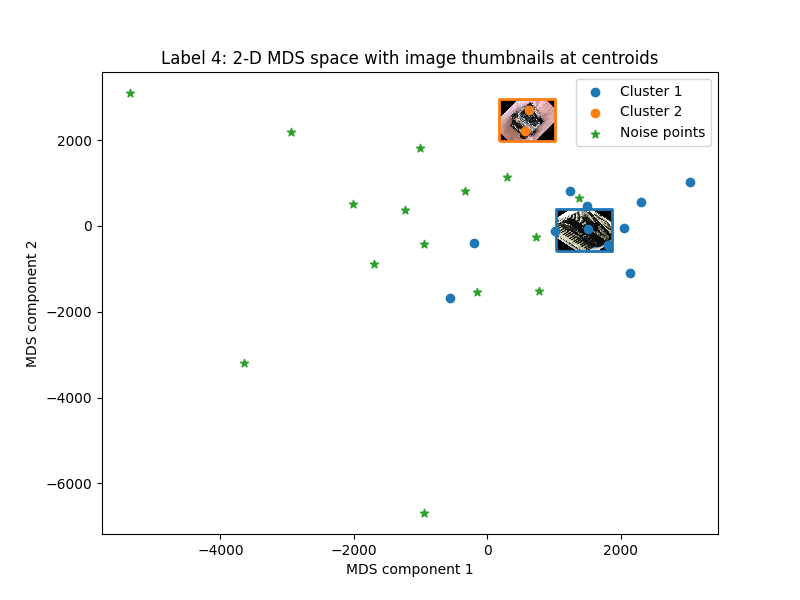 Label 4: 2-D MDS space with image thumbnails at centroids
Cluster 1
Cluster 2
Noise points
MDS component 2
2000
0
−2000
−4000
−6000
−4000
−2000
0
2000
MDS component 1